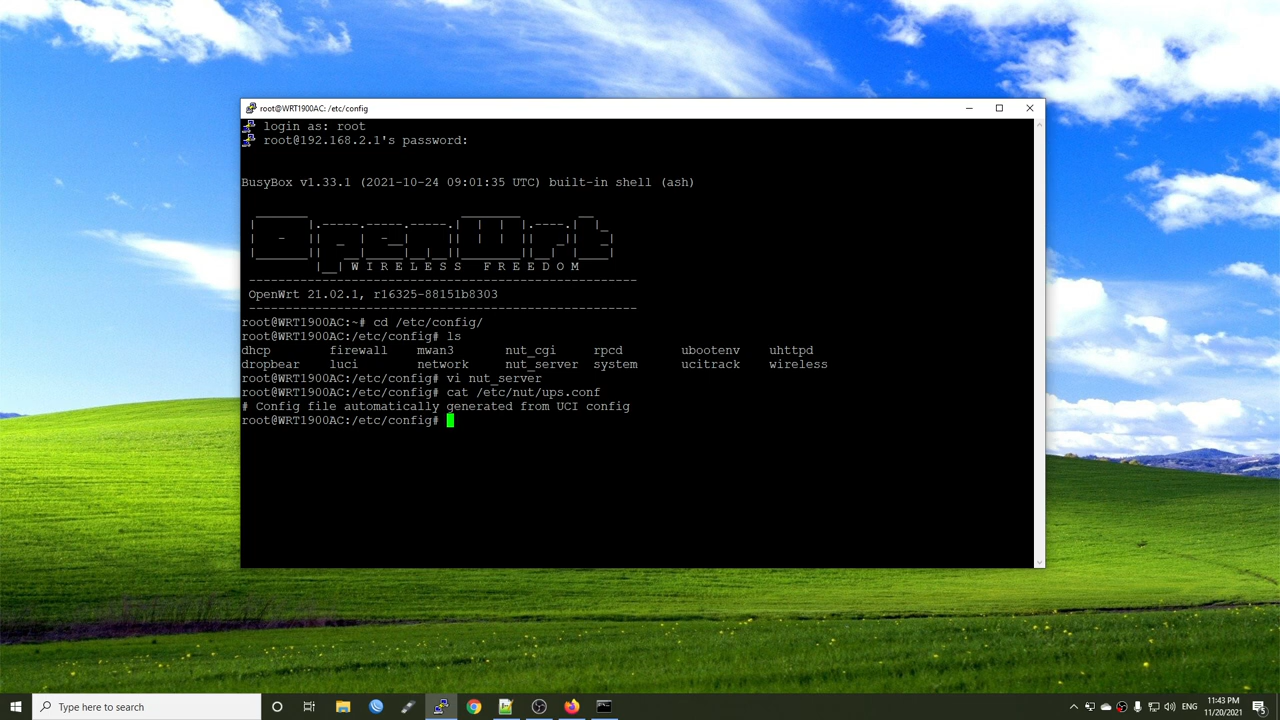 root@WRT1900AC: /etc/config
login as: root
root@192.168.2.1's password:
BusyBox v1.33.1 (2021-10-24 09:01:35 UTC) built-in shell (ash)
OpenWrt
W I R E L E S S   F R E E D O M
-----------------------------------------------------
OpenWrt 21.02.1, r16325-88151b8303
-----------------------------------------------------
root@WRT1900AC:~# cd /etc/config/
root@WRT1900AC:/etc/config# ls
dhcp firewall mwan3 nut_cgi rpcd ubootenv uhttpd
dropbear luci network nut_server system ucitrack wireless
root@WRT1900AC:/etc/config# vi nut_server
root@WRT1900AC:/etc/config# cat /etc/nut/ups.conf
# Config file automatically generated from UCI config
root@WRT1900AC:/etc/config#
Type here to search
ENG
11:43 PM
11/20/2021
5